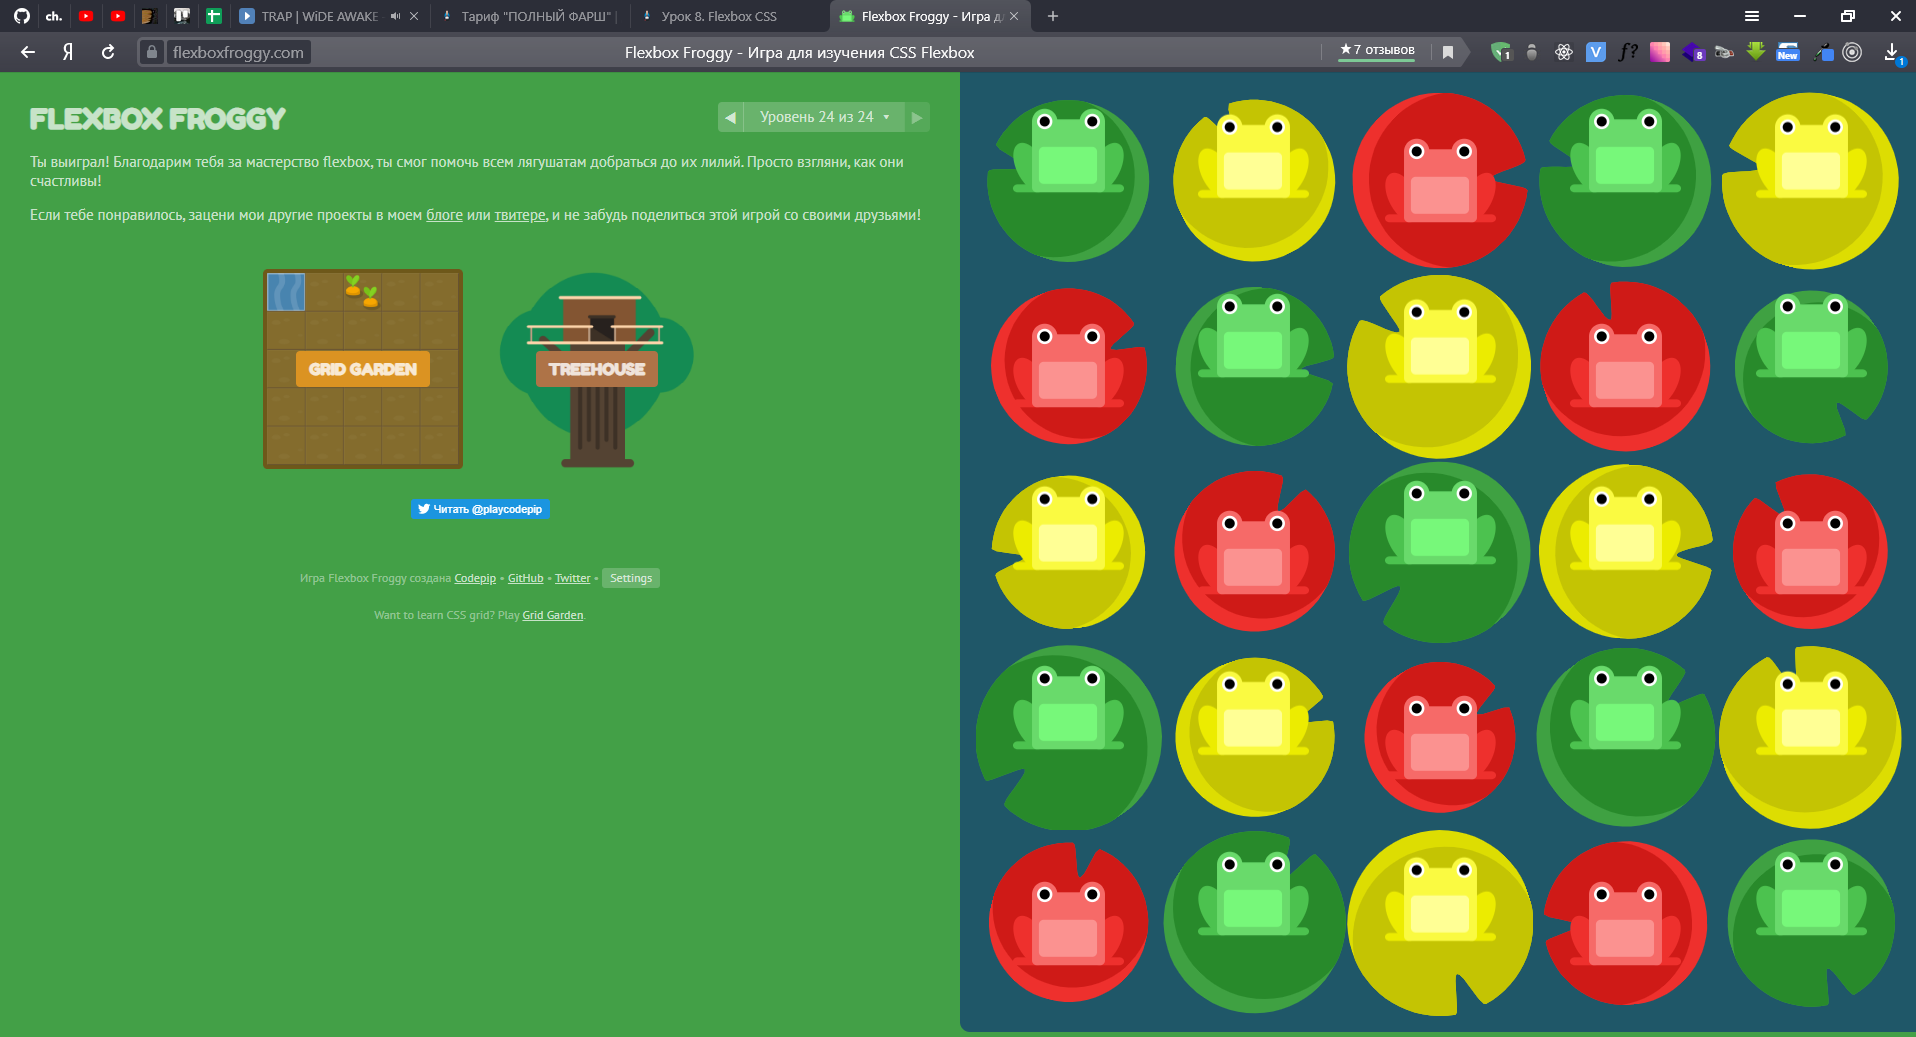 ch.
TRAP | WiDE AWAKE
Тариф "ПОЛНЫЙ ФАРШ" |
Урок 8. Flexbox CSS
Flexbox Froggy - Игра д
Я
flexboxfroggy.com
Flexbox Froggy - Игра для изучения CSS Flexbox
★7 отзывов
1
V
ƒ?
8
New
1
FLEXBOX FROGGY
◀ Уровень 24 из 24 ▾ ▶
Ты выиграл! Благодарим тебя за мастерство flexbox, ты смог помочь всем лягушатам добраться до их лилий. Просто взгляни, как они
счастливы!
Если тебе понравилось, зацени мои другие проекты в моем блоге или твитере, и не забудь поделиться этой игрой со своими друзьями!
GRID GARDEN
TREEHOUSE
Читать @playcodepip
Игра Flexbox Froggy создана Codepip • GitHub • Twitter • Settings
Want to learn CSS grid? Play Grid Garden.